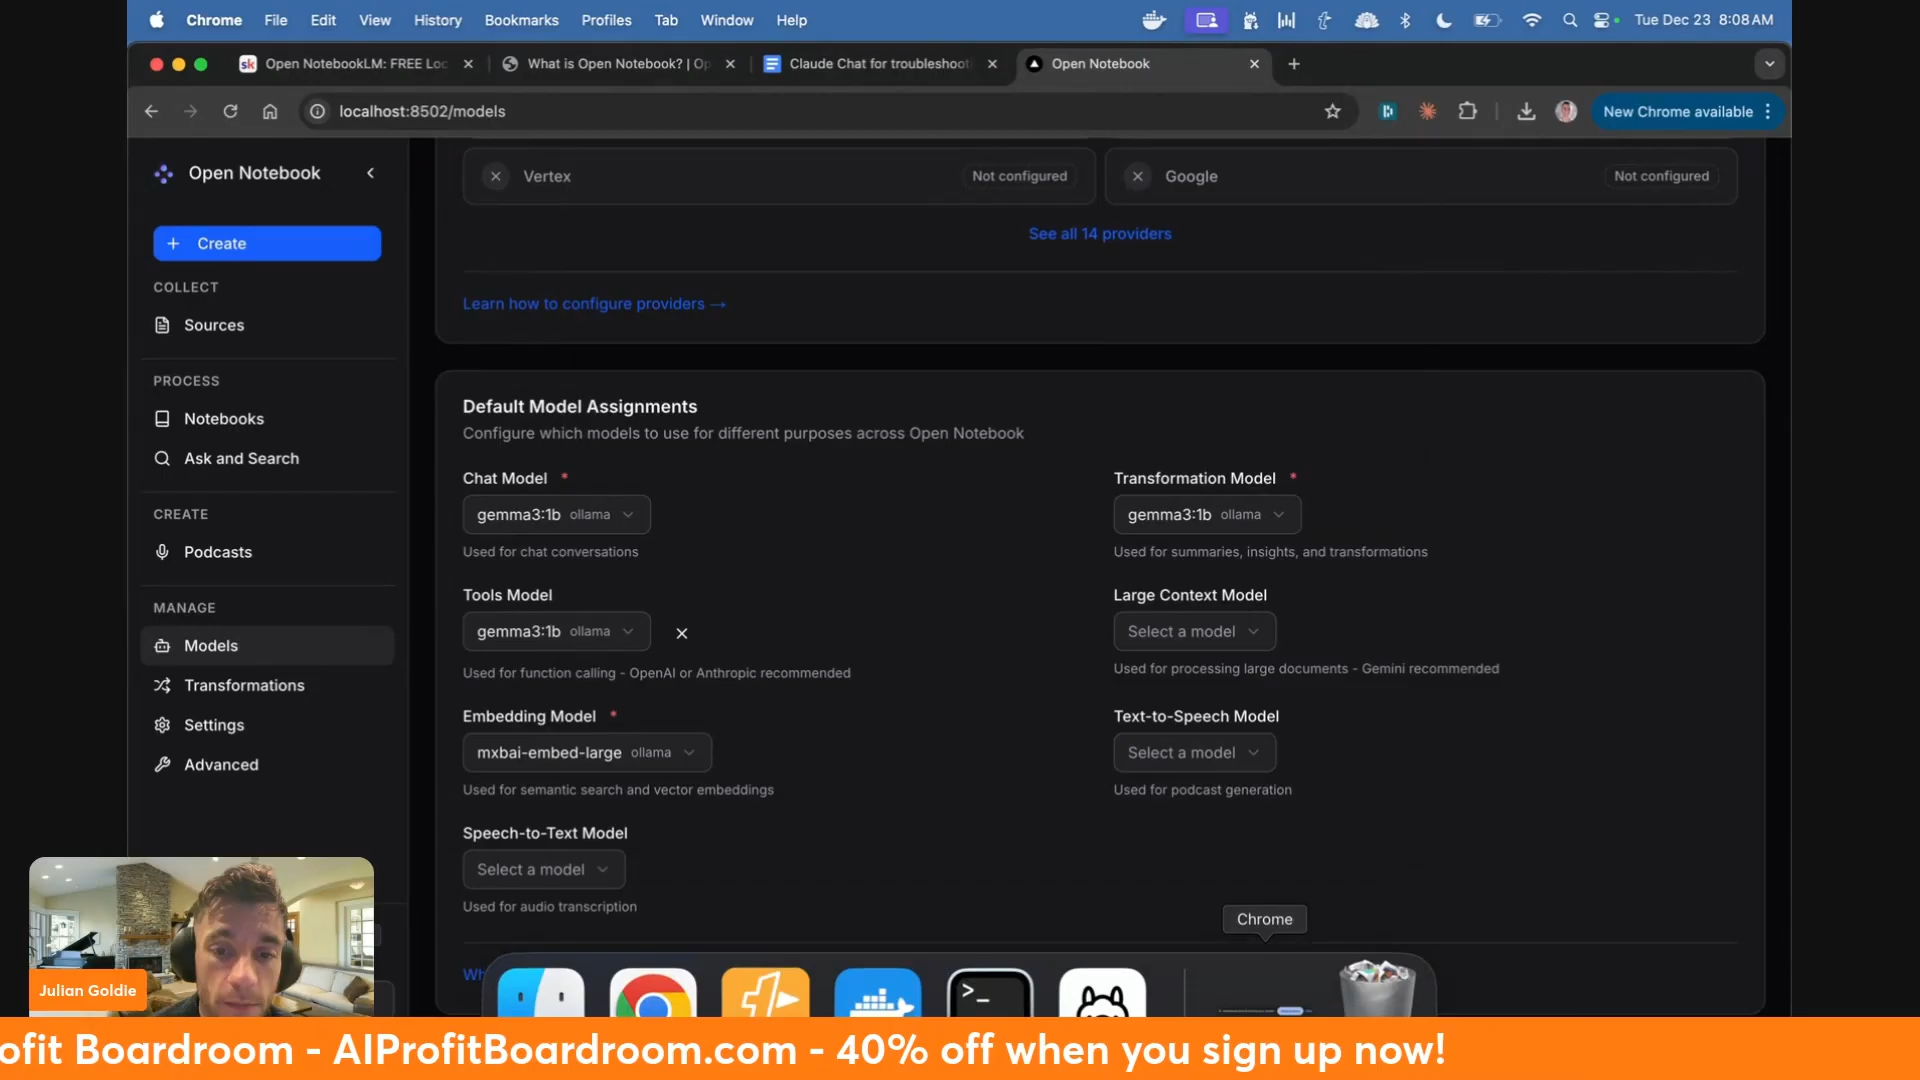 Chrome File Edit View History Bookmarks Profiles Tab Window Help Tue Dec 23 8:08 AM
Open NotebookLM: FREE Loc
What is Open Notebook? | Op
Claude Chat for troubleshoot
Open Notebook
localhost:8502/models
New Chrome available
Open Notebook
Create
COLLECT
Sources
PROCESS
Notebooks
Ask and Search
CREATE
Podcasts
MANAGE
Models
Transformations
Settings
Advanced
Vertex Not configured
Google Not configured
See all 14 providers
Learn how to configure providers →
Default Model Assignments
Configure which models to use for different purposes across Open Notebook
Chat Model *
gemma3:1b ollama
Used for chat conversations
Transformation Model *
gemma3:1b ollama
Used for summaries, insights, and transformations
Tools Model
gemma3:1b ollama
Used for function calling - OpenAI or Anthropic recommended
Large Context Model
Select a model
Used for processing large documents - Gemini recommended
Embedding Model *
mxbai-embed-large ollama
Used for semantic search and vector embeddings
Text-to-Speech Model
Select a model
Used for podcast generation
Speech-to-Text Model
Select a model
Used for audio transcription
Chrome
Wh
Julian Goldie
ofit Boardroom - AIProfitBoardroom.com - 40% off when you sign up now!